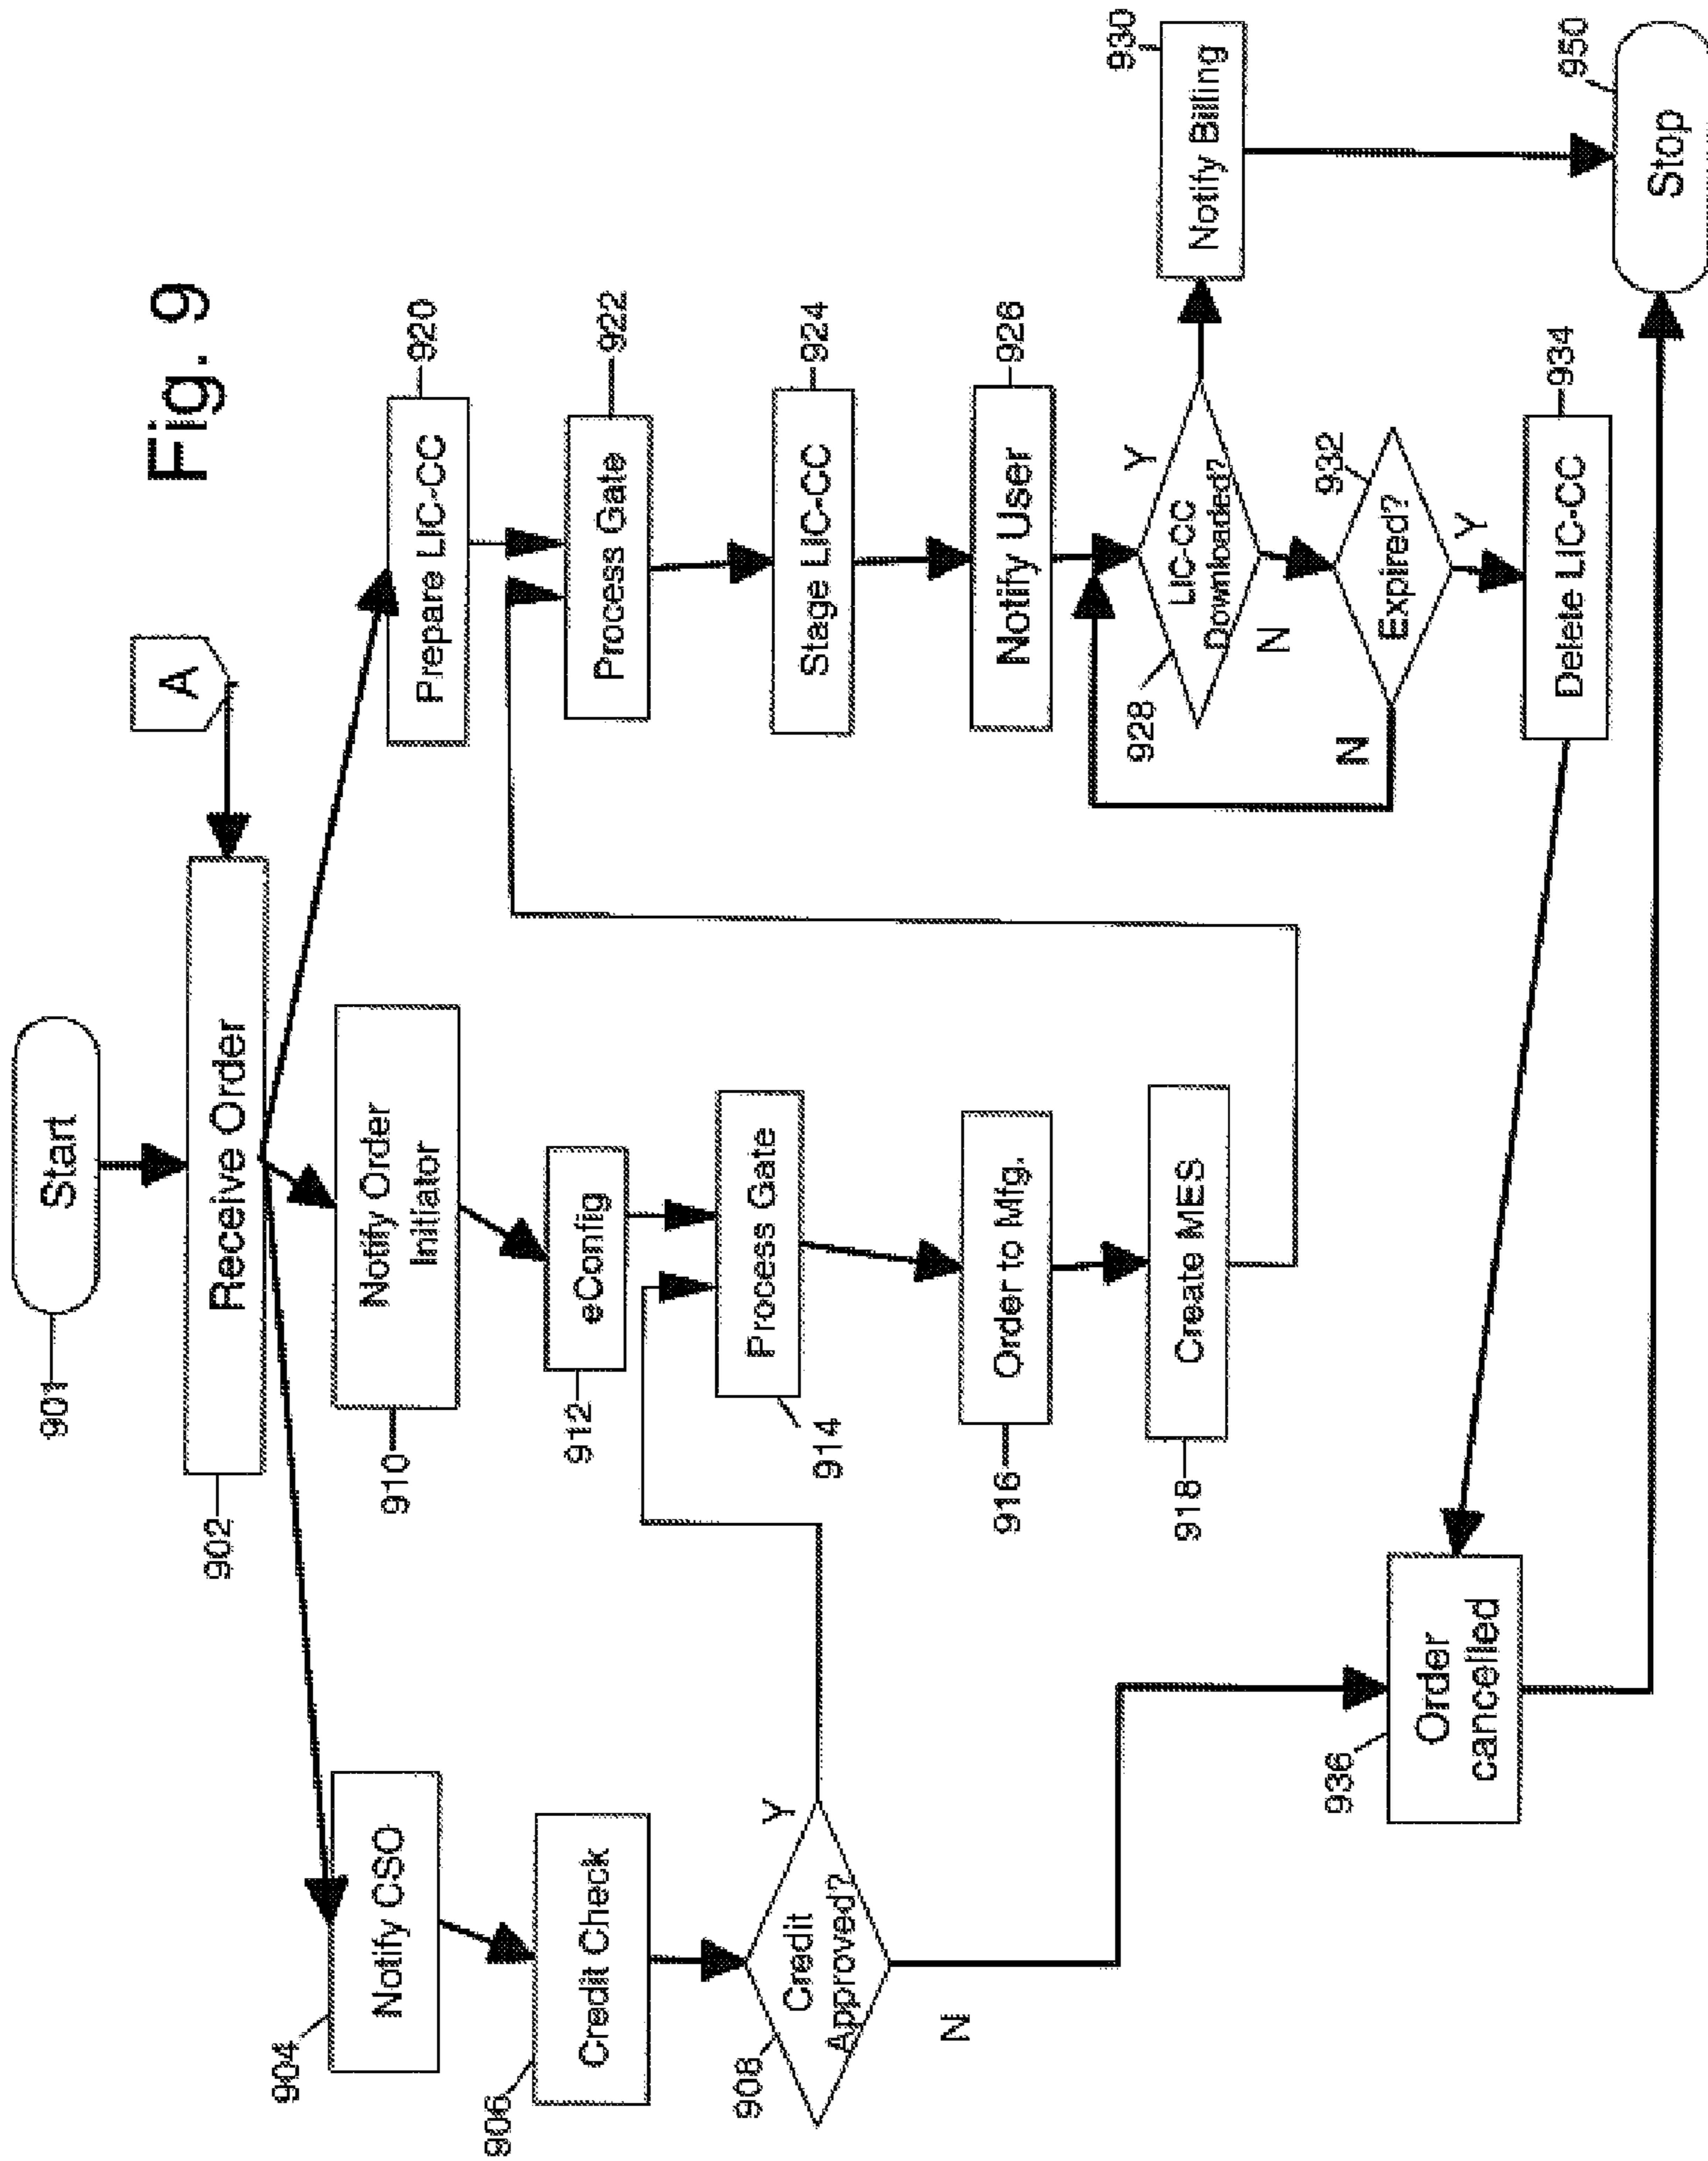 Fig. 9
Start
901
A
Receive Order
902
Notify CSO
904
Credit Check
906
Credit
Approved?
908
Y
N
Notify Order
Initiator
910
eConfig
912
Process Gate
914
Order to Mfg.
916
Create MES
918
Prepare LIC-CC
920
Process Gate
922
Stage LIC-CC
924
Notify User
926
LIC-CC
Downloaded?
928
Y
N
Notify Billing
930
Expired?
932
N
Y
Delete LIC-CC
934
Order
cancelled
936
Stop
950